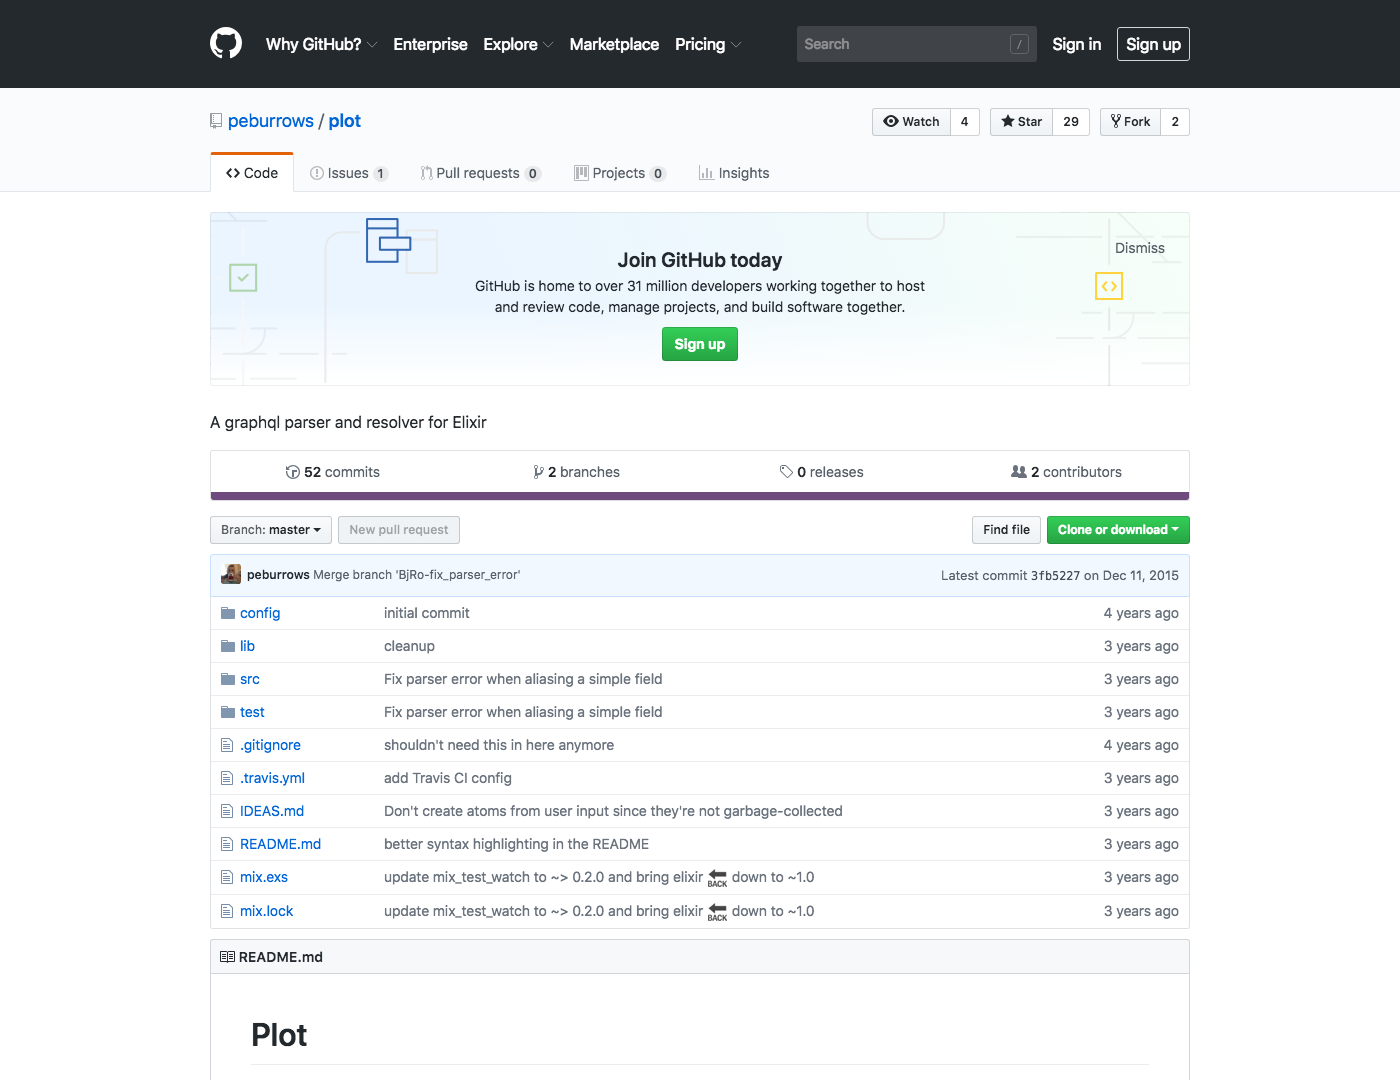 Why GitHub? Enterprise Explore Marketplace Pricing Search / Sign in Sign up
peburrows / plot Watch 4 Star 29 Fork 2
Code Issues 1 Pull requests 0 Projects 0 Insights
Dismiss
Join GitHub today
GitHub is home to over 31 million developers working together to host
and review code, manage projects, and build software together.
Sign up
A graphql parser and resolver for Elixir
52 commits 2 branches 0 releases 2 contributors
Branch: master New pull request Find file Clone or download
peburrows Merge branch 'BjRo-fix_parser_error' Latest commit 3fb5227 on Dec 11, 2015
config initial commit 4 years ago
lib cleanup 3 years ago
src Fix parser error when aliasing a simple field 3 years ago
test Fix parser error when aliasing a simple field 3 years ago
.gitignore shouldn't need this in here anymore 4 years ago
.travis.yml add Travis CI config 3 years ago
IDEAS.md Don't create atoms from user input since they're not garbage-collected 3 years ago
README.md better syntax highlighting in the README 3 years ago
mix.exs update mix_test_watch to ~> 0.2.0 and bring elixir BACK down to ~1.0 3 years ago
mix.lock update mix_test_watch to ~> 0.2.0 and bring elixir BACK down to ~1.0 3 years ago
README.md
Plot